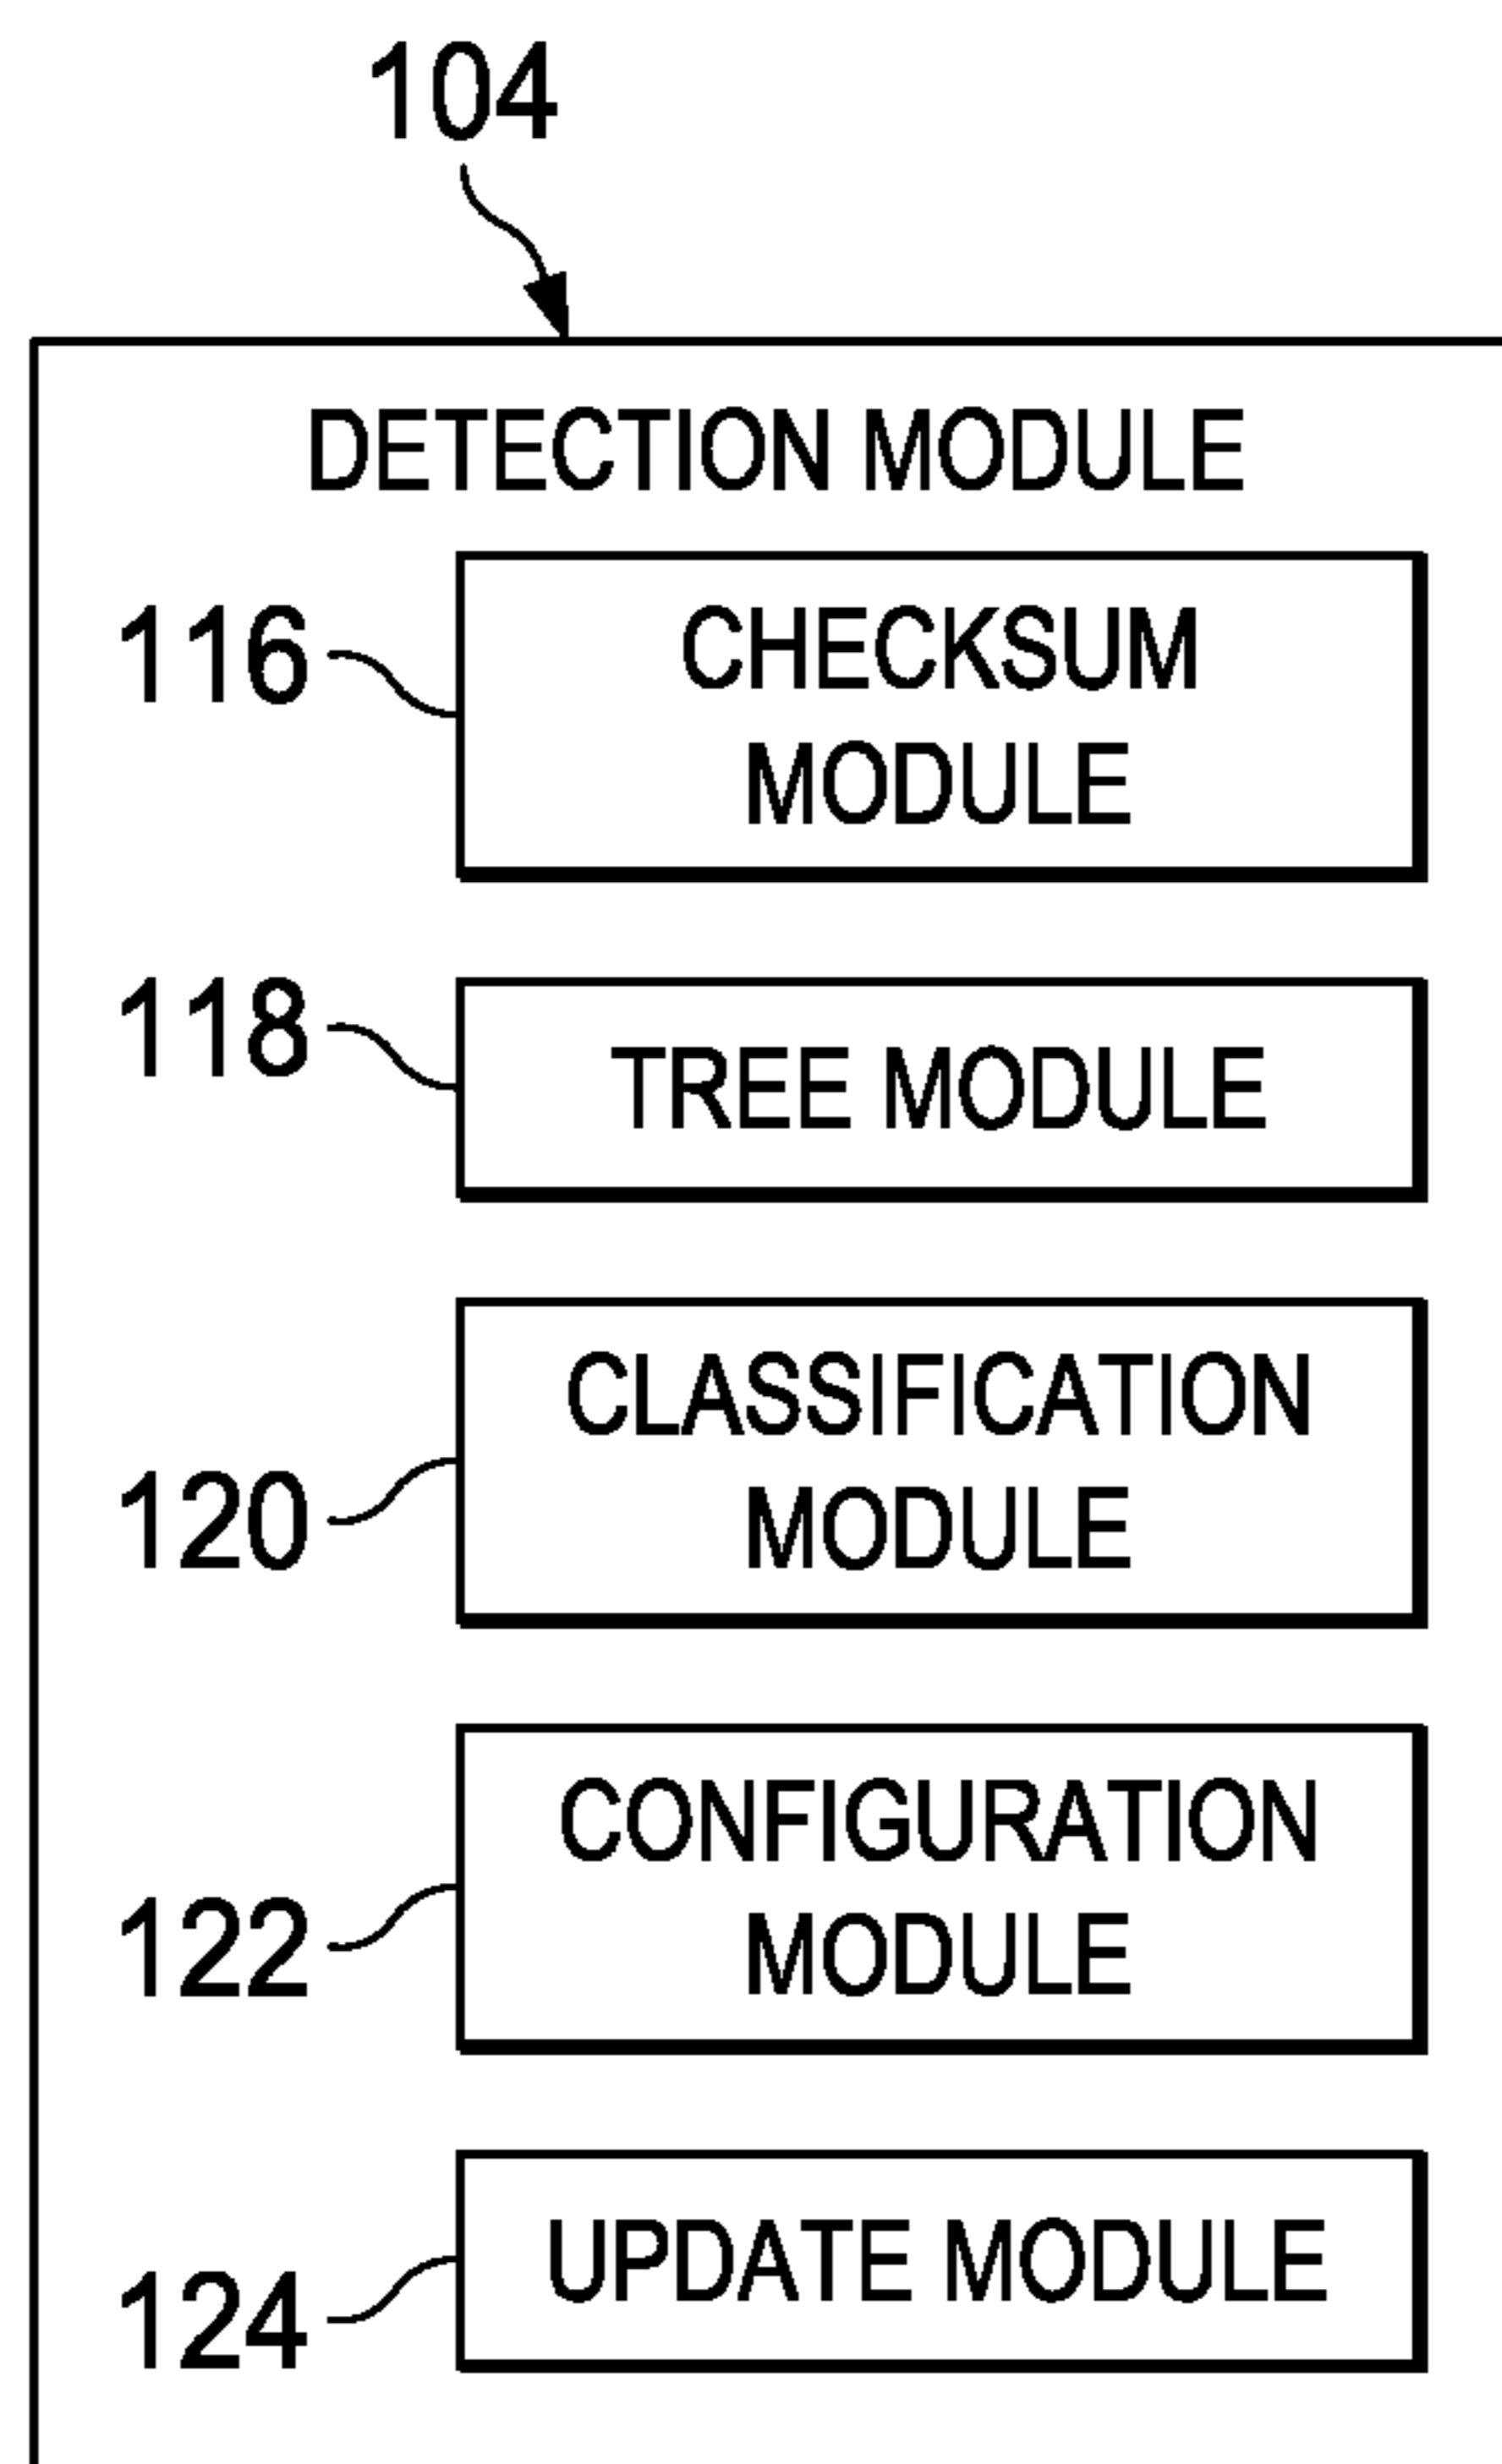 104
DETECTION MODULE
116
CHECKSUM
MODULE
118
TREE MODULE
CLASSIFICATION
120
MODULE
CONFIGURATION
122
MODULE
UPDATE MODULE
124